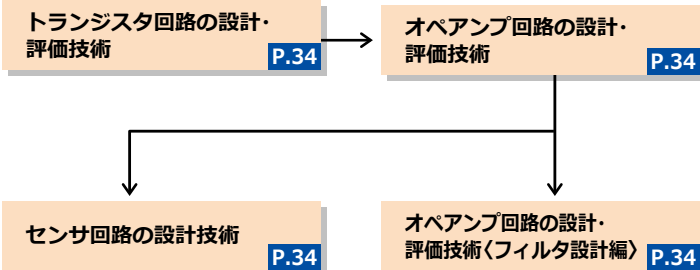 トランジスタ回路の設計・
評価技術
P.34
オペアンプ回路の設計・
評価技術
P.34
センサ回路の設計技術
P.34
オペアンプ回路の設計・
評価技術〈フィルタ設計編〉
P.34